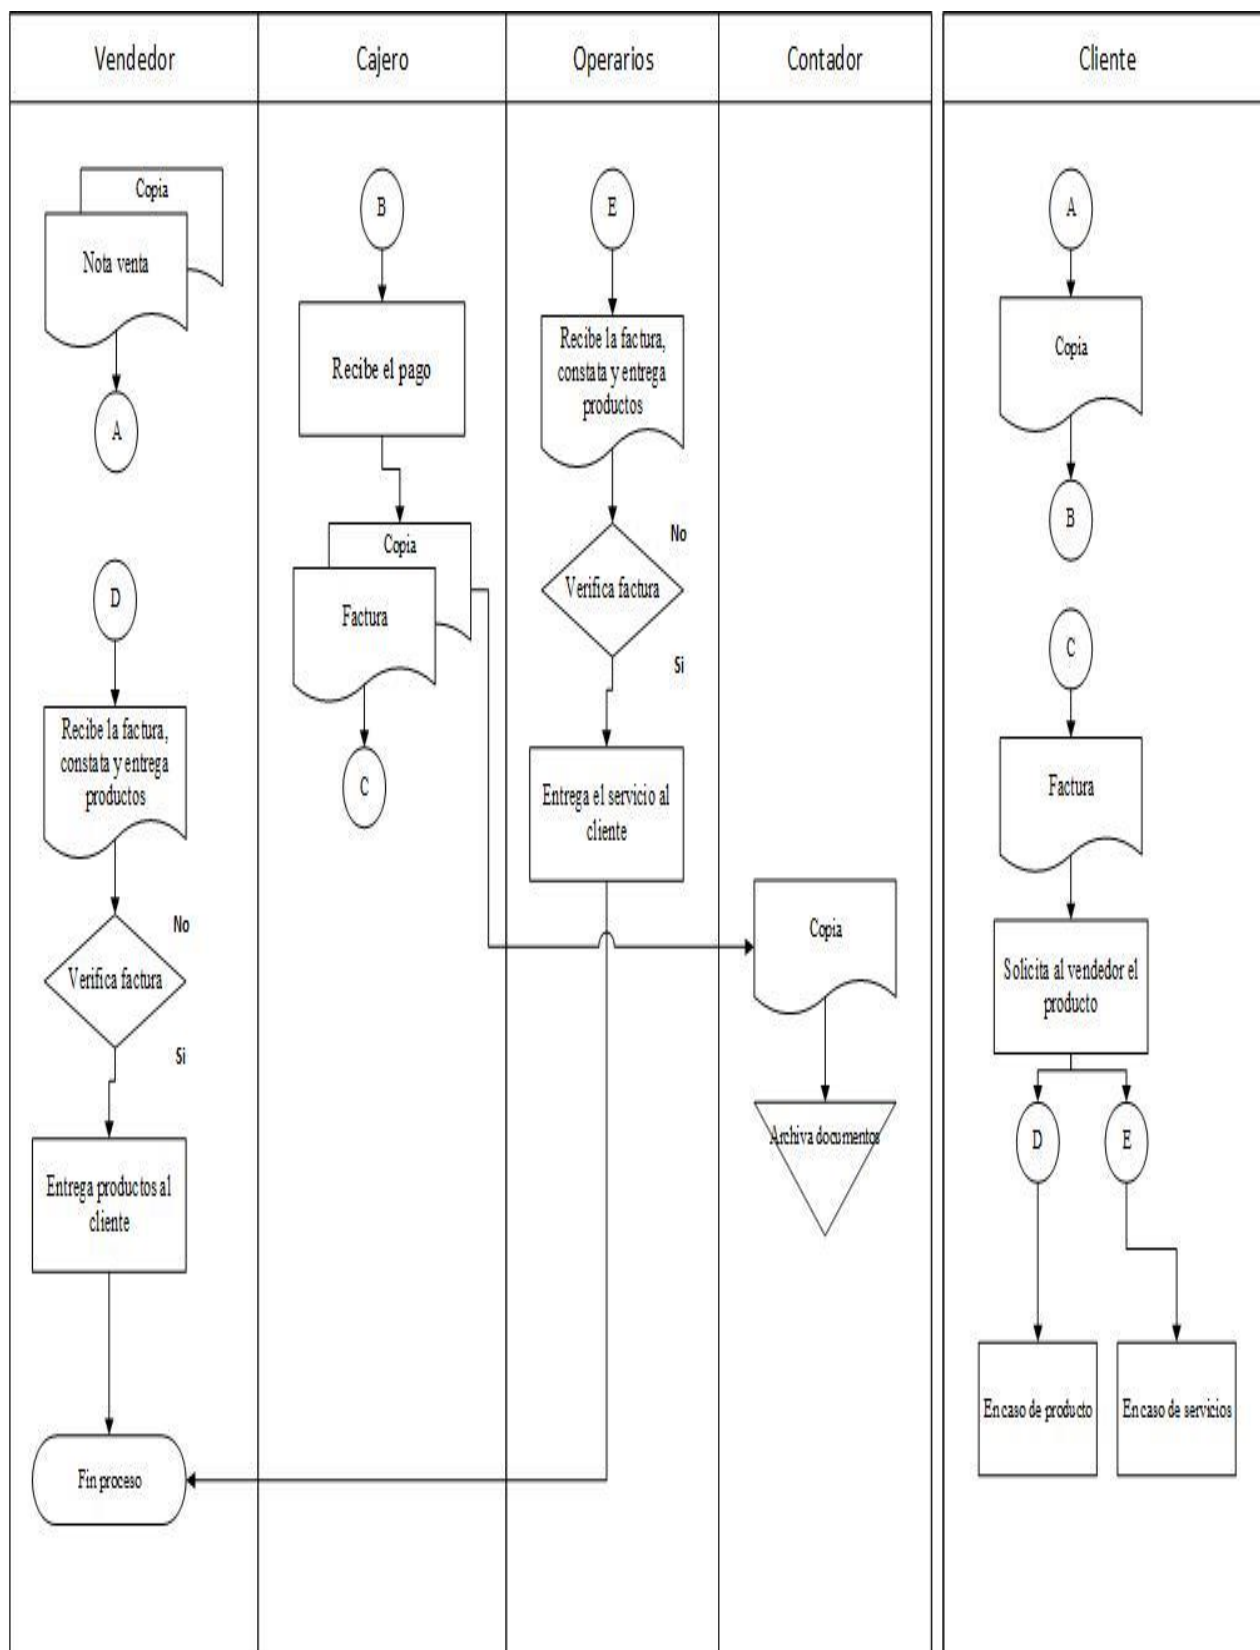 Vendedor
Cajero
Operarios
Contador
Cliente
Copia
Nota venta
A
D
Recibe la factura,
constata y entrega
productos
No
Verifica factura
Si
Entrega productos al
cliente
Fin proceso
B
Recibe el pago
Copia
Factura
C
E
Recibe la factura,
constata y entrega
productos
No
Verifica factura
Si
Entrega el servicio al
cliente
Copia
Archiva documentos
A
Copia
B
C
Factura
Solicita al vendedor el
producto
D
E
En caso de producto
En caso de servicios